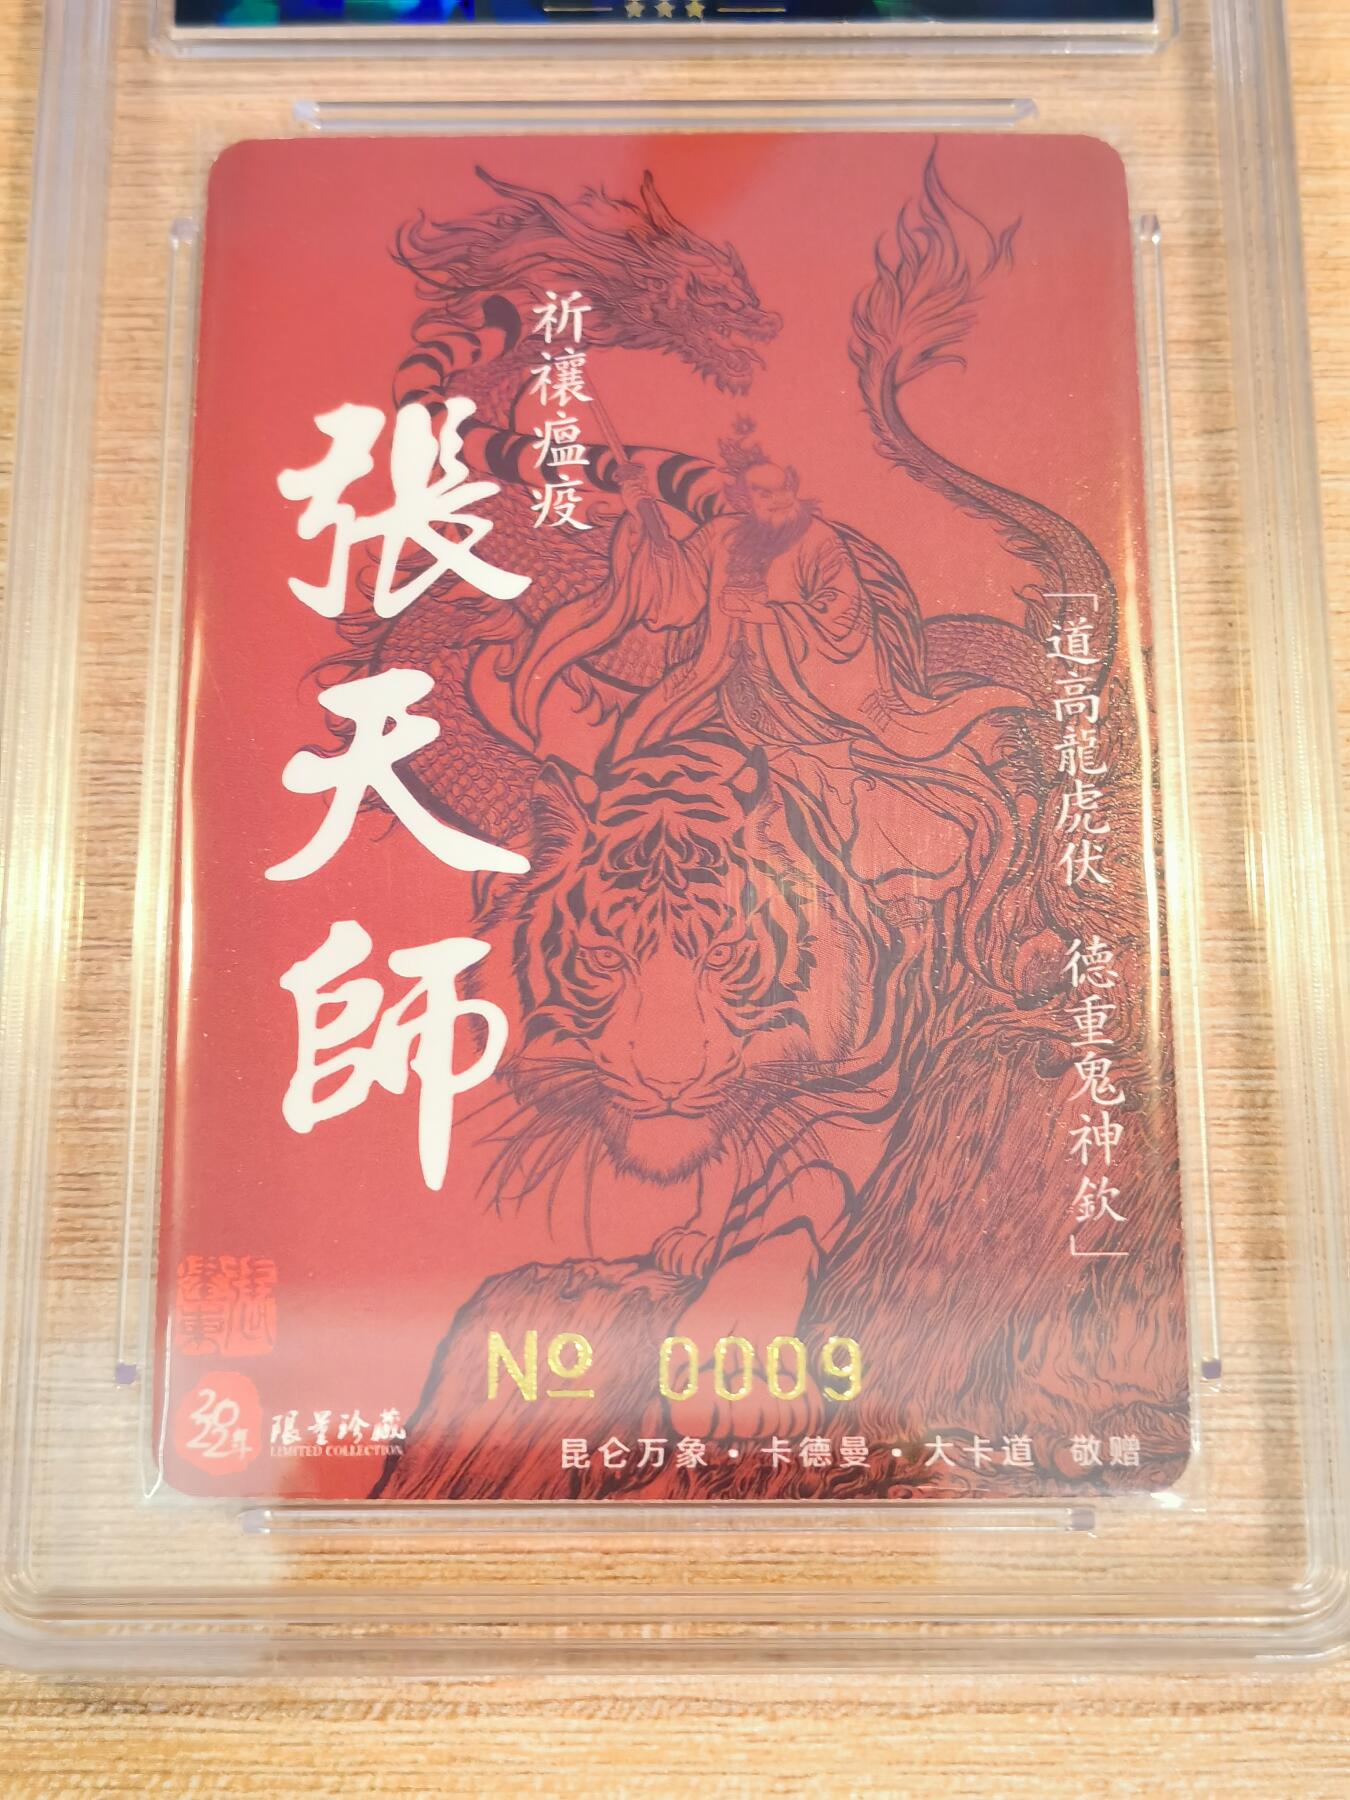 祈禳瘟疫
張天師
「道高龍虎伏 德重鬼神欽」
No 0009
2022年
限量珍藏
LIMITED COLLECTION
昆仑万象·卡德曼·大卡道 敬赠